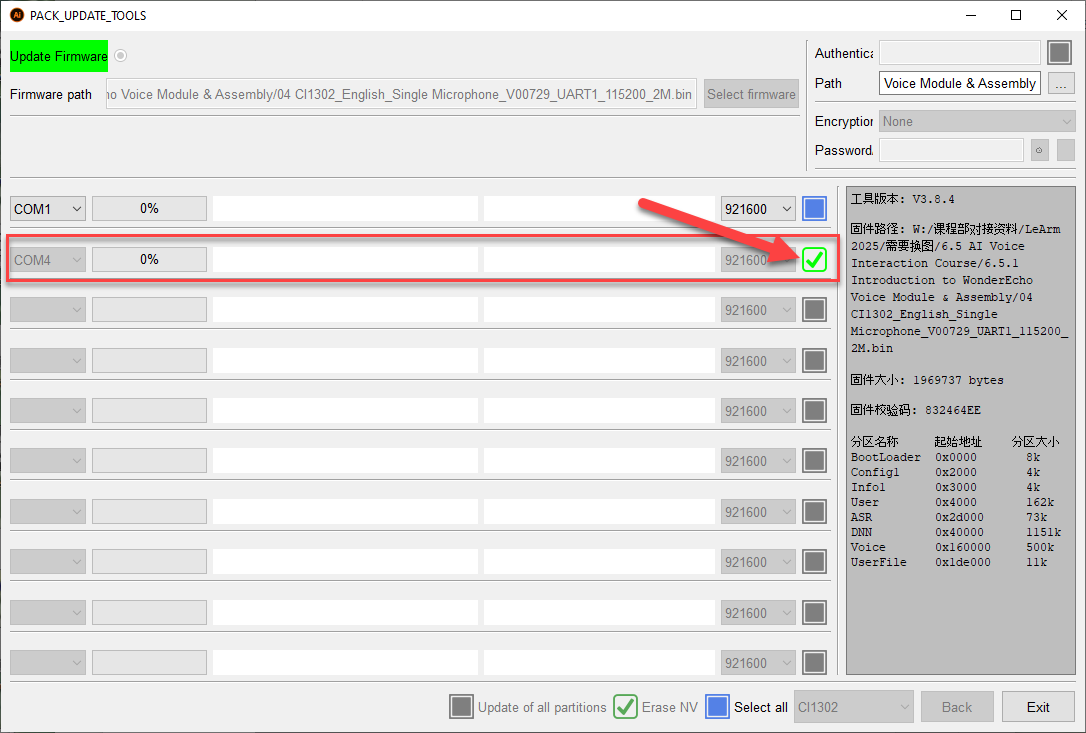 PACK_UPDATE_TOOLS
Update Firmware
Firmware path
o Voice Module & Assembly/04 CI1302_English_Single Microphone_V00729_UART1_115200_2M.bin
Select firmware
Authentica
Path
Voice Module & Assembly
...
Encryption
None
Password
COM1
0%
921600
COM4
0%
921600
921600
921600
921600
921600
921600
921600
921600
921600
工具版本: V3.8.4
固件路径: W:/课程部对接资料/LeArm
2025/需要换图/6.5 AI Voice
Interaction Course/6.5.1
Introduction to WonderEcho
Voice Module & Assembly/04
CI1302_English_Single
Microphone_V00729_UART1_115200_
2M.bin
固件大小: 1969737 bytes
固件校验码: 832464EE
分区名称 起始地址 分区大小
BootLoader 0x0000 8k
Config1 0x2000 4k
Info1 0x3000 4k
User 0x4000 162k
ASR 0x2d000 73k
DNN 0x40000 1151k
Voice 0x160000 500k
UserFile 0x1de000 11k
Update of all partitions
Erase NV
Select all
CI1302
Back
Exit